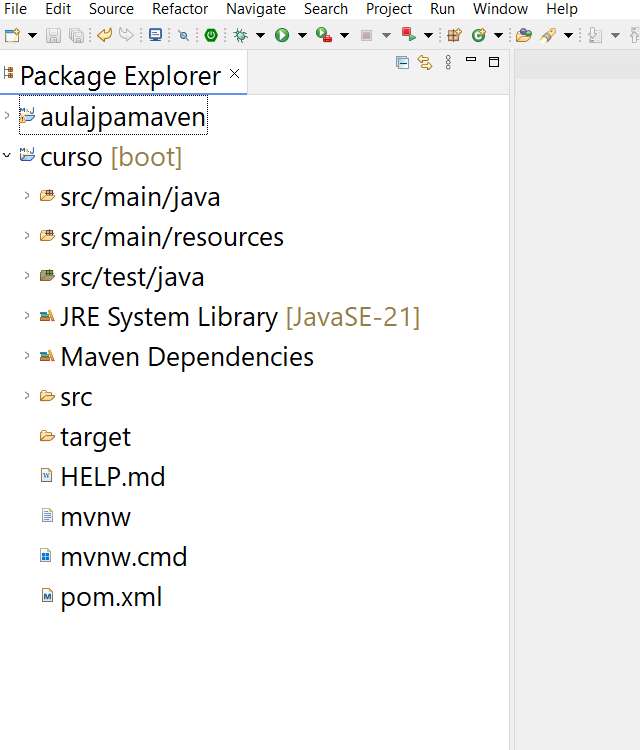 File Edit Source Refactor Navigate Search Project Run Window Help
Package Explorer
aulajpamaven
curso [boot]
src/main/java
src/main/resources
src/test/java
JRE System Library [JavaSE-21]
Maven Dependencies
src
target
HELP.md
mvnw
mvnw.cmd
pom.xml